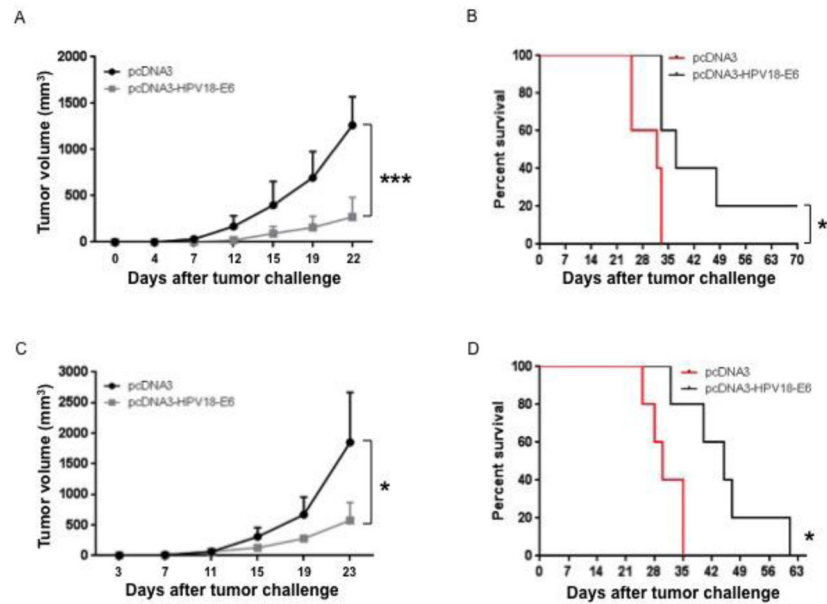 A
Tumor volume (mm³)
2000
1500
1000
500
0
pcDNA3
pcDNA3-HPV18-E6
***
0 4 7 12 15 19 22
Days after tumor challenge
B
Percent survival
100
80
60
40
20
0
pcDNA3
pcDNA3-HPV18-E6
*
0 7 14 21 28 35 42 49 56 63 70
Days after tumor challenge
C
Tumor volume (mm³)
3000
2500
2000
1500
1000
500
0
pcDNA3
pcDNA3-HPV18-E6
*
3 7 11 15 19 23
Days after tumor challenge
D
Percent survival
100
80
60
40
20
0
pcDNA3
pcDNA3-HPV18-E6
*
0 7 14 21 28 35 42 49 56 63
Days after tumor challenge